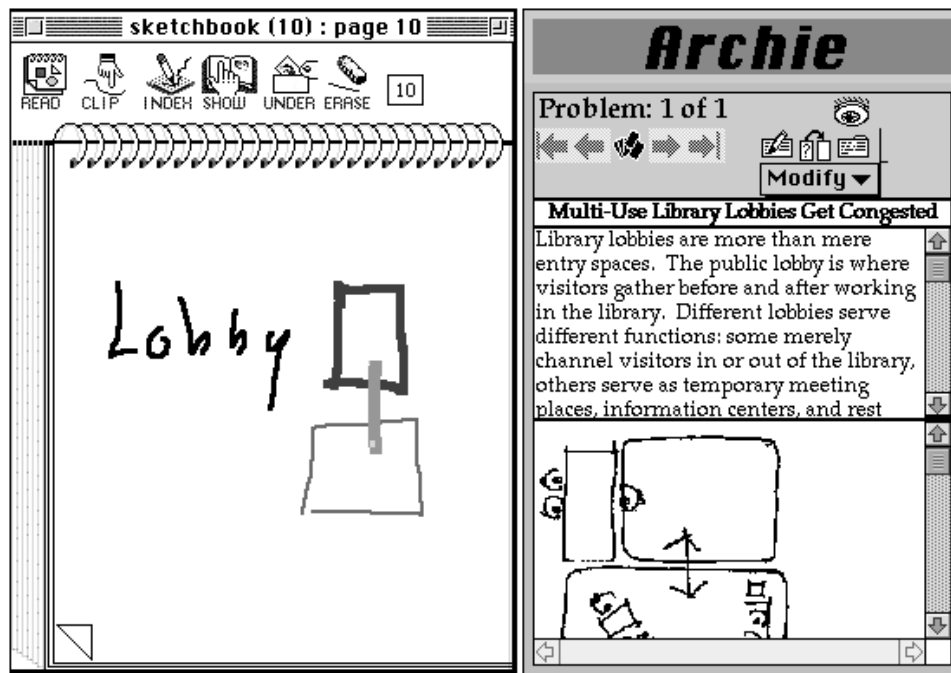 sketchbook (10) : page 10
READ CLIP INDEX SHOW UNDER ERASE 10
Lobby
Archie
Problem: 1 of 1
Modify
Multi-Use Library Lobbies Get Congested
Library lobbies are more than mere
entry spaces. The public lobby is where
visitors gather before and after working
in the library. Different lobbies serve
different functions: some merely
channel visitors in or out of the library,
others serve as temporary meeting
places, information centers, and rest